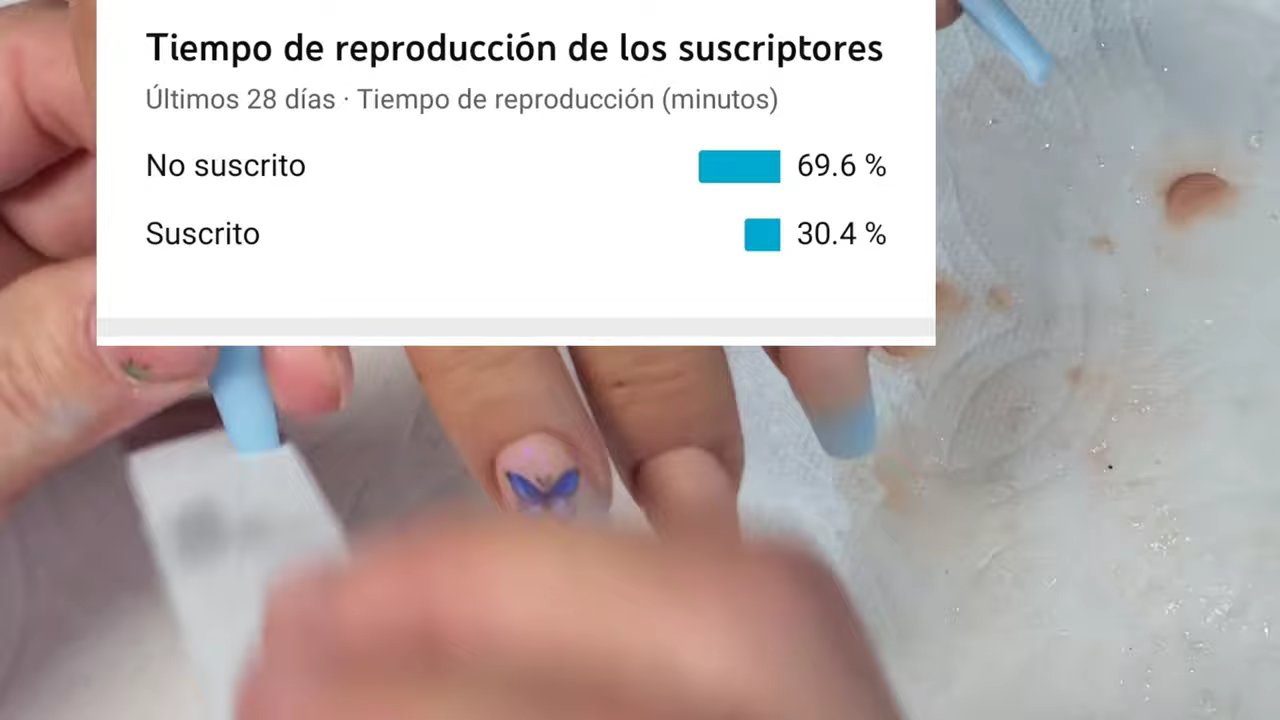 Tiempo de reproducción de los suscriptores
Últimos 28 días · Tiempo de reproducción (minutos)
No suscrito 69.6 %
Suscrito 30.4 %